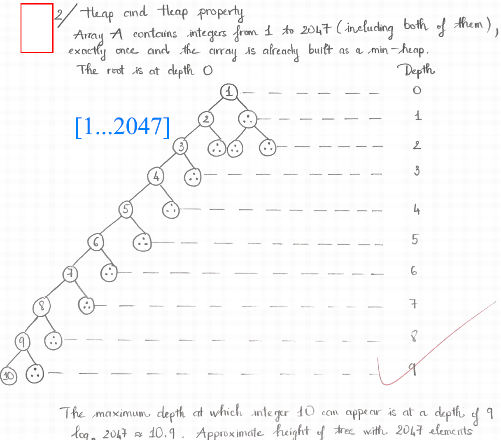 2/ Heap and Heap property
Array A contains integers from 1 to 2047 (including both of them),
exactly once and the array is already built as a min-heap.
The root is at depth 0
Depth
1 0
[1...2047]
2 1
3 2
4 3
5 4
6 5
7 6
8 7
9 8
10 9
The maximum depth at which integer 10 can appear is at a depth of 9
log₂ 2047 ≈ 10.9. Approximate height of tree with 2047 elements